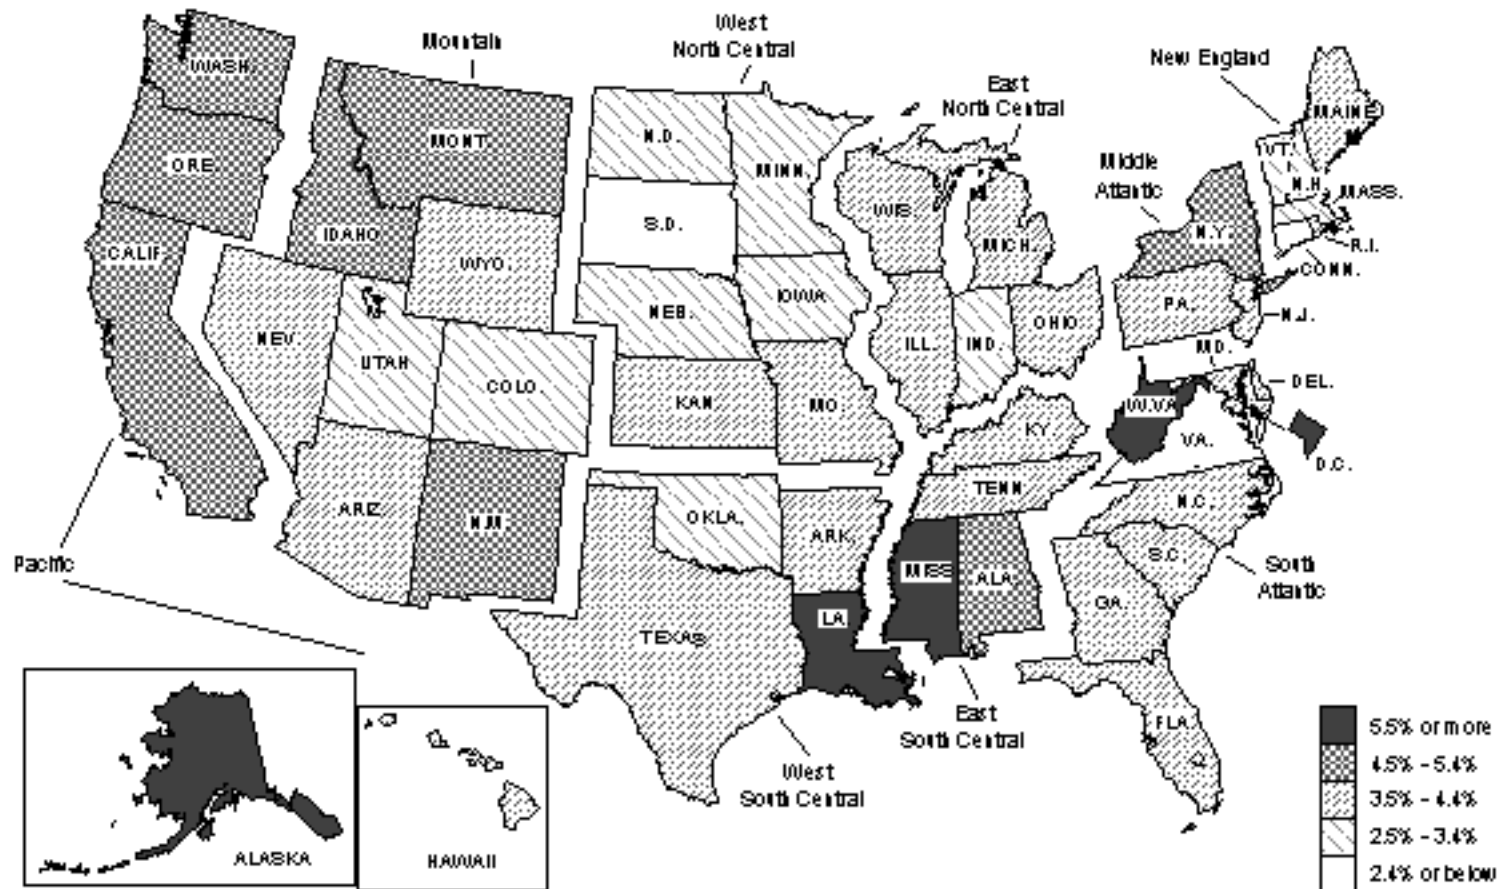 West
North Central
Mountain
New England
East
North Central
WASH.
MAINE
MONT.
N.D.
MINN.
VT.
ORE.
Middle
Atlantic
N.H.
MASS.
WIS.
S.D.
IDAHO
N.Y.
MICH.
R.I.
CALIF.
WYO.
CONN.
IOWA
PA.
NEB.
N.J.
OHIO
NEV.
ILL.
IND.
MD.
UTAH
COLO.
DEL.
KAN.
MO.
W.VA
KY.
VA.
D.C.
TENN.
N.C.
ARIZ.
N.M.
OKLA.
ARK.
S.C.
Pacific
MISS
ALA.
South
Atlantic
GA.
LA
TEXAS
East
South Central
FLA.
West
South Central
ALASKA
HAWAII
5.5% or more
4.5% - 5.4%
3.5% - 4.4%
2.5% - 3.4%
2.4% or below